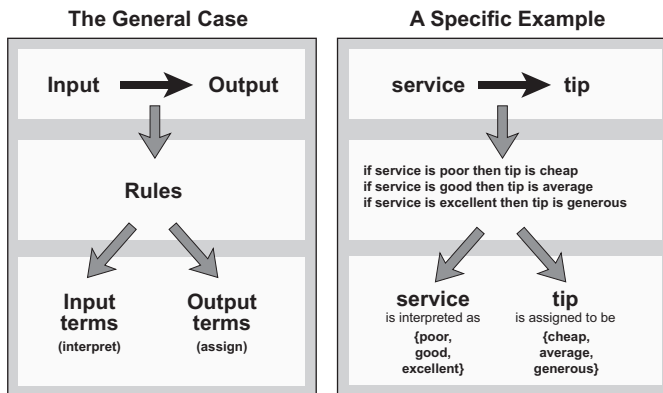 The General Case
Input
Output
Rules
Input
terms
(interpret)
Output
terms
(assign)
A Specific Example
service
tip
if service is poor then tip is cheap
if service is good then tip is average
if service is excellent then tip is generous
service
is interpreted as
{poor,
good,
excellent}
tip
is assigned to be
{cheap,
average,
generous}